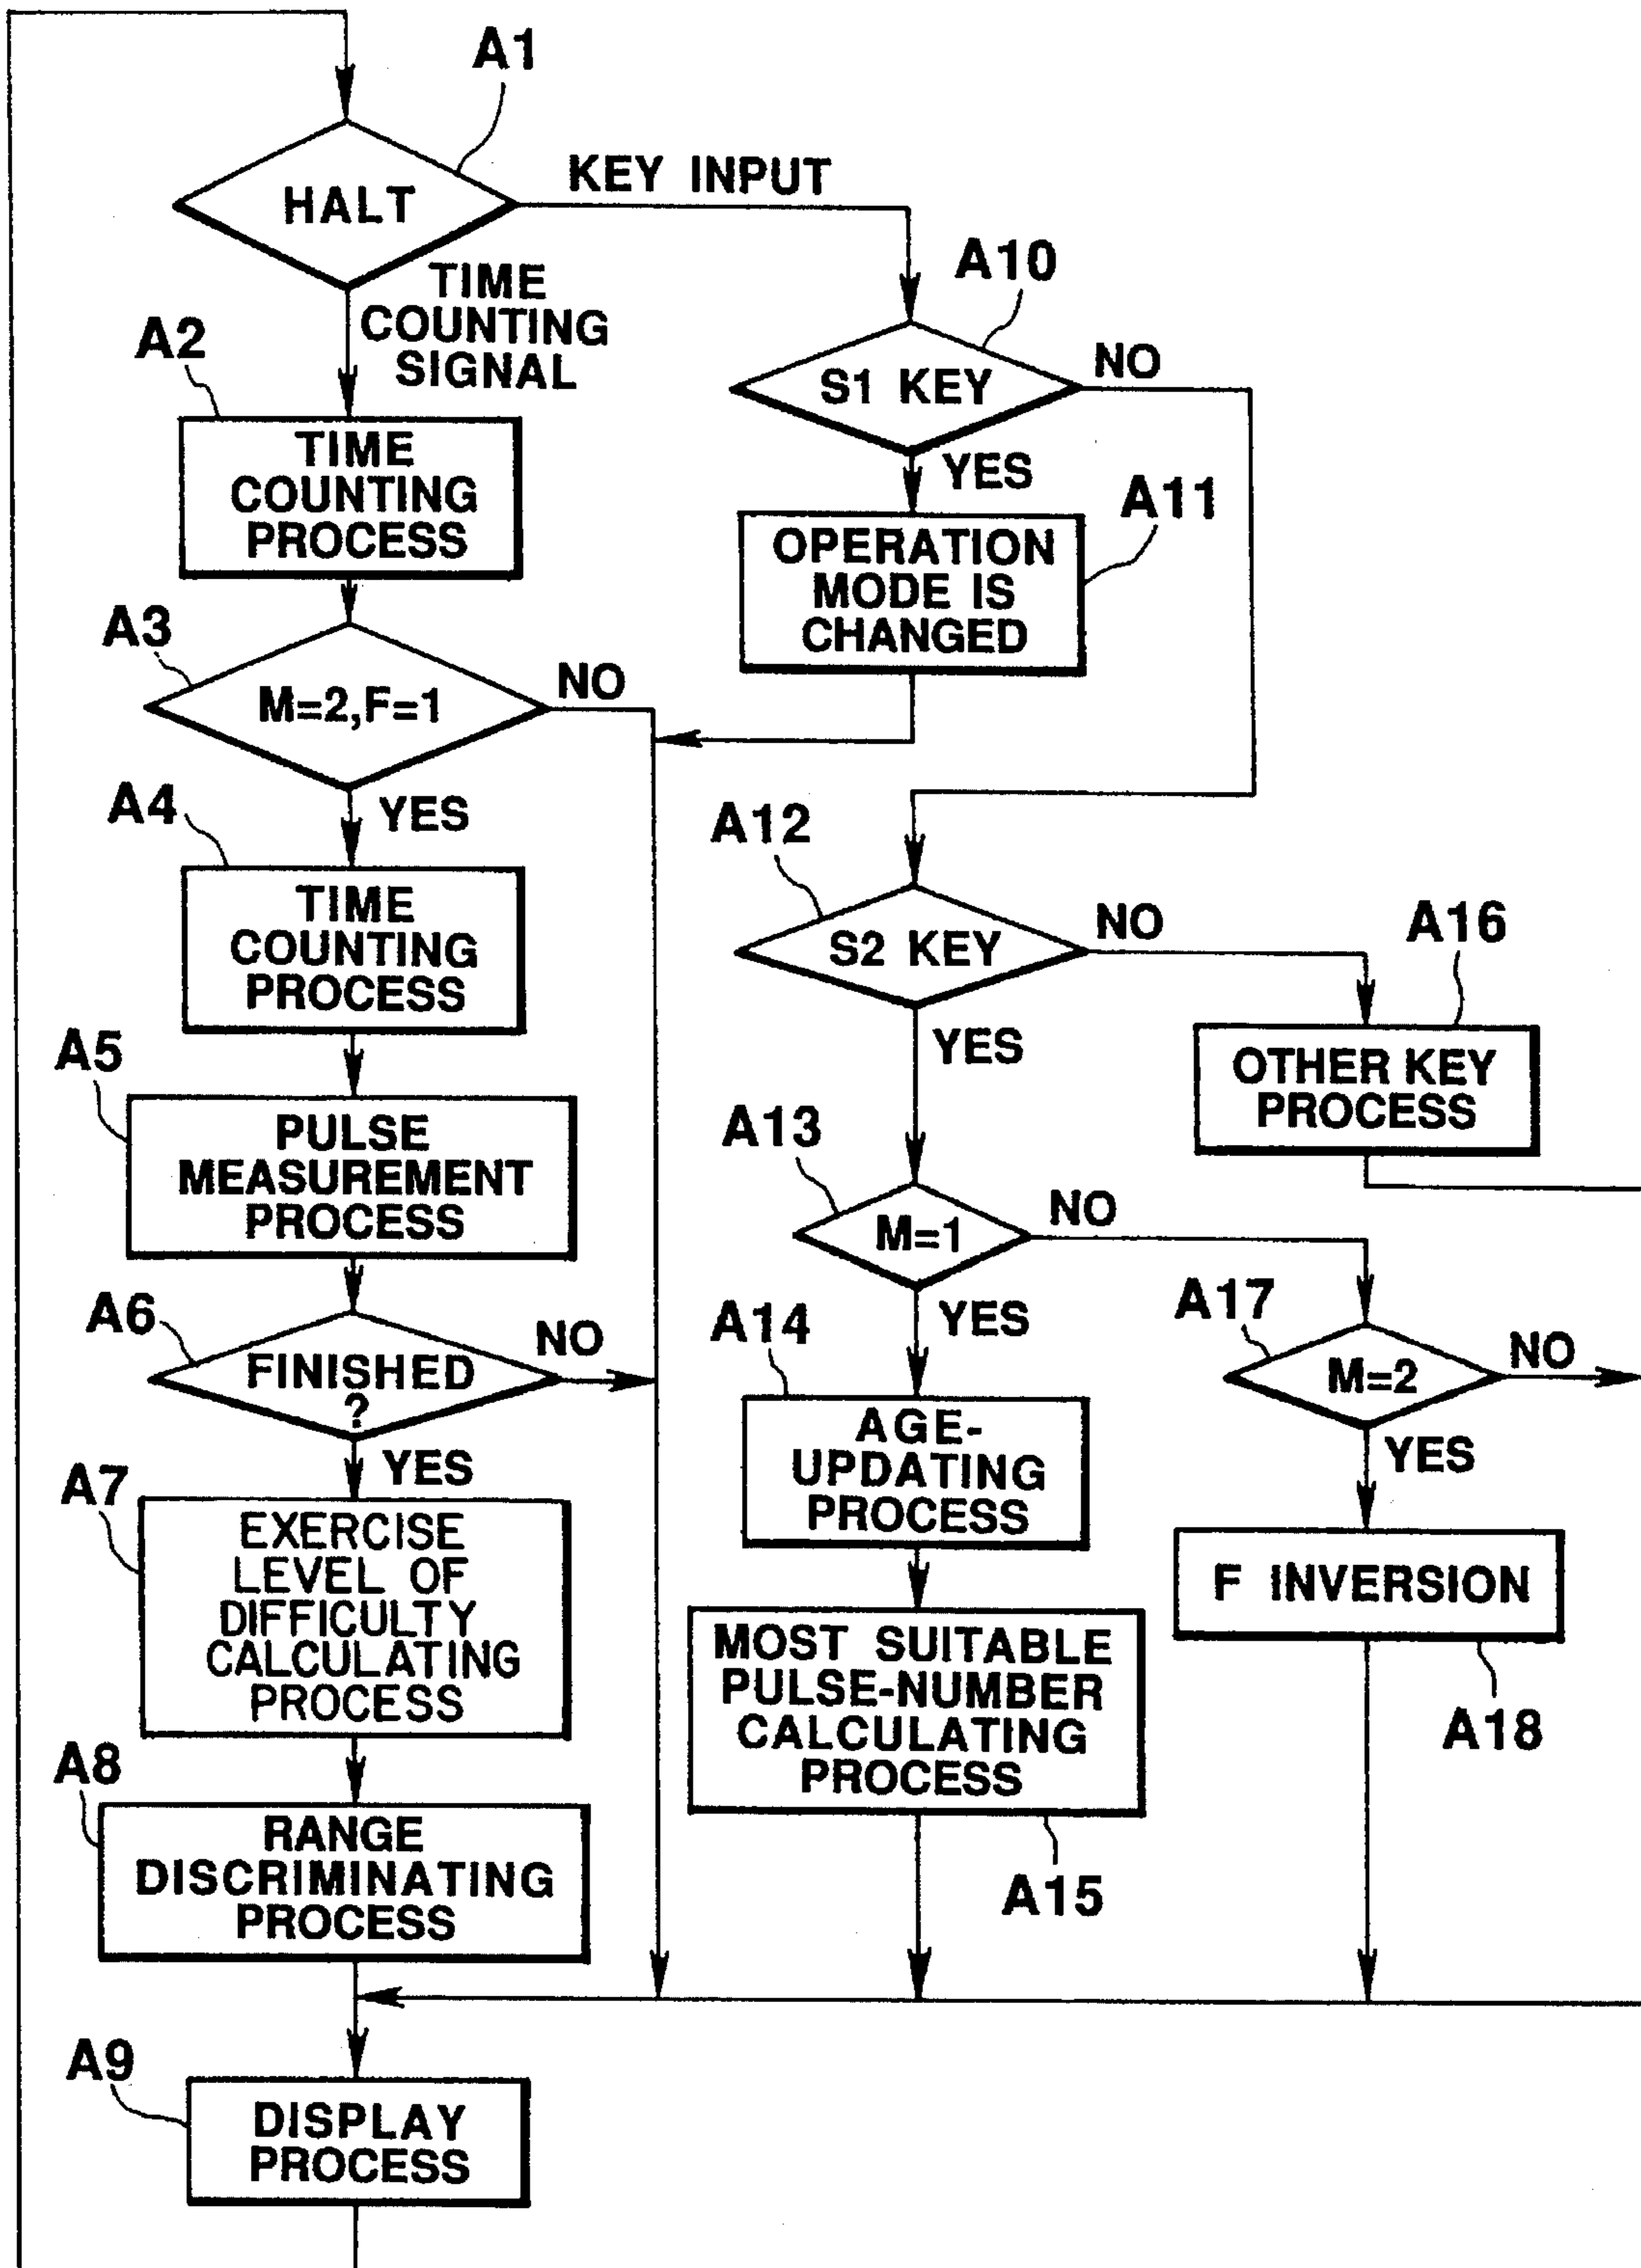 A1
HALT
KEY INPUT
TIME
COUNTING
SIGNAL
A2
TIME
COUNTING
PROCESS
A3
M=2,F=1
NO
A4
YES
TIME
COUNTING
PROCESS
A5
PULSE
MEASUREMENT
PROCESS
A6
FINISHED
?
NO
YES
A7
EXERCISE
LEVEL OF
DIFFICULTY
CALCULATING
PROCESS
A8
RANGE
DISCRIMINATING
PROCESS
A9
DISPLAY
PROCESS
A10
S1 KEY
NO
YES
A11
OPERATION
MODE IS
CHANGED
A12
S2 KEY
NO
YES
A13
M=1
NO
YES
A14
AGE-
UPDATING
PROCESS
MOST SUITABLE
PULSE-NUMBER
CALCULATING
PROCESS
A15
A16
OTHER KEY
PROCESS
A17
M=2
NO
YES
F INVERSION
A18